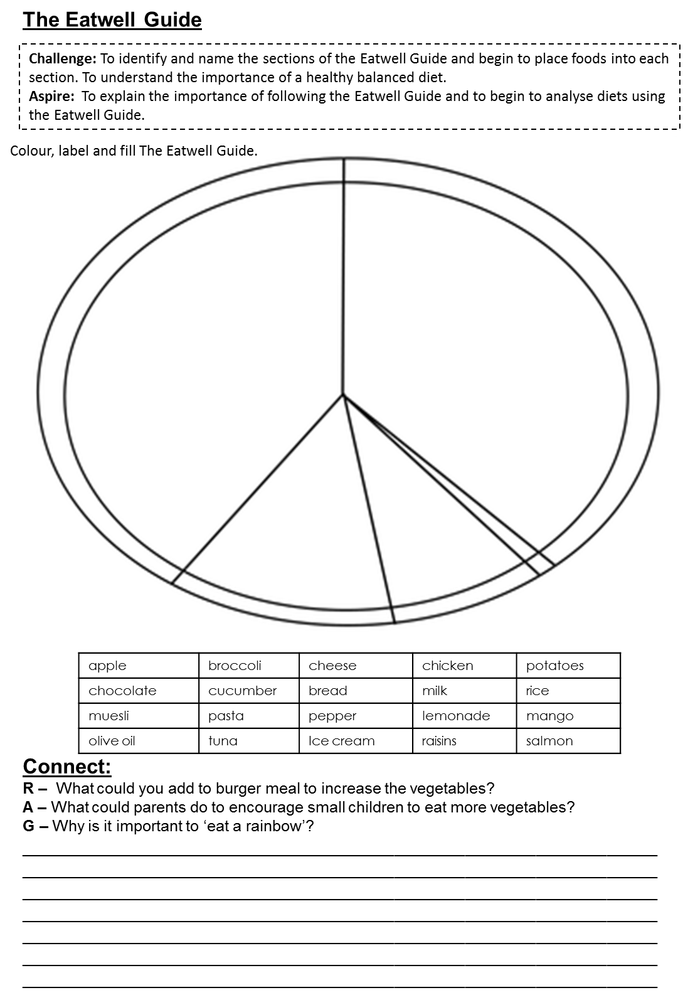 The Eatwell Guide
Challenge: To identify and name the sections of the Eatwell Guide and begin to place foods into each
section. To understand the importance of a healthy balanced diet.
Aspire: To explain the importance of following the Eatwell Guide and to begin to analyse diets using
the Eatwell Guide.
Colour, label and fill The Eatwell Guide.
apple broccoli cheese chicken potatoes
chocolate cucumber bread milk rice
muesli pasta pepper lemonade mango
olive oil tuna Ice cream raisins salmon
Connect:
R – What could you add to burger meal to increase the vegetables?
A – What could parents do to encourage small children to eat more vegetables?
G – Why is it important to ‘eat a rainbow’?